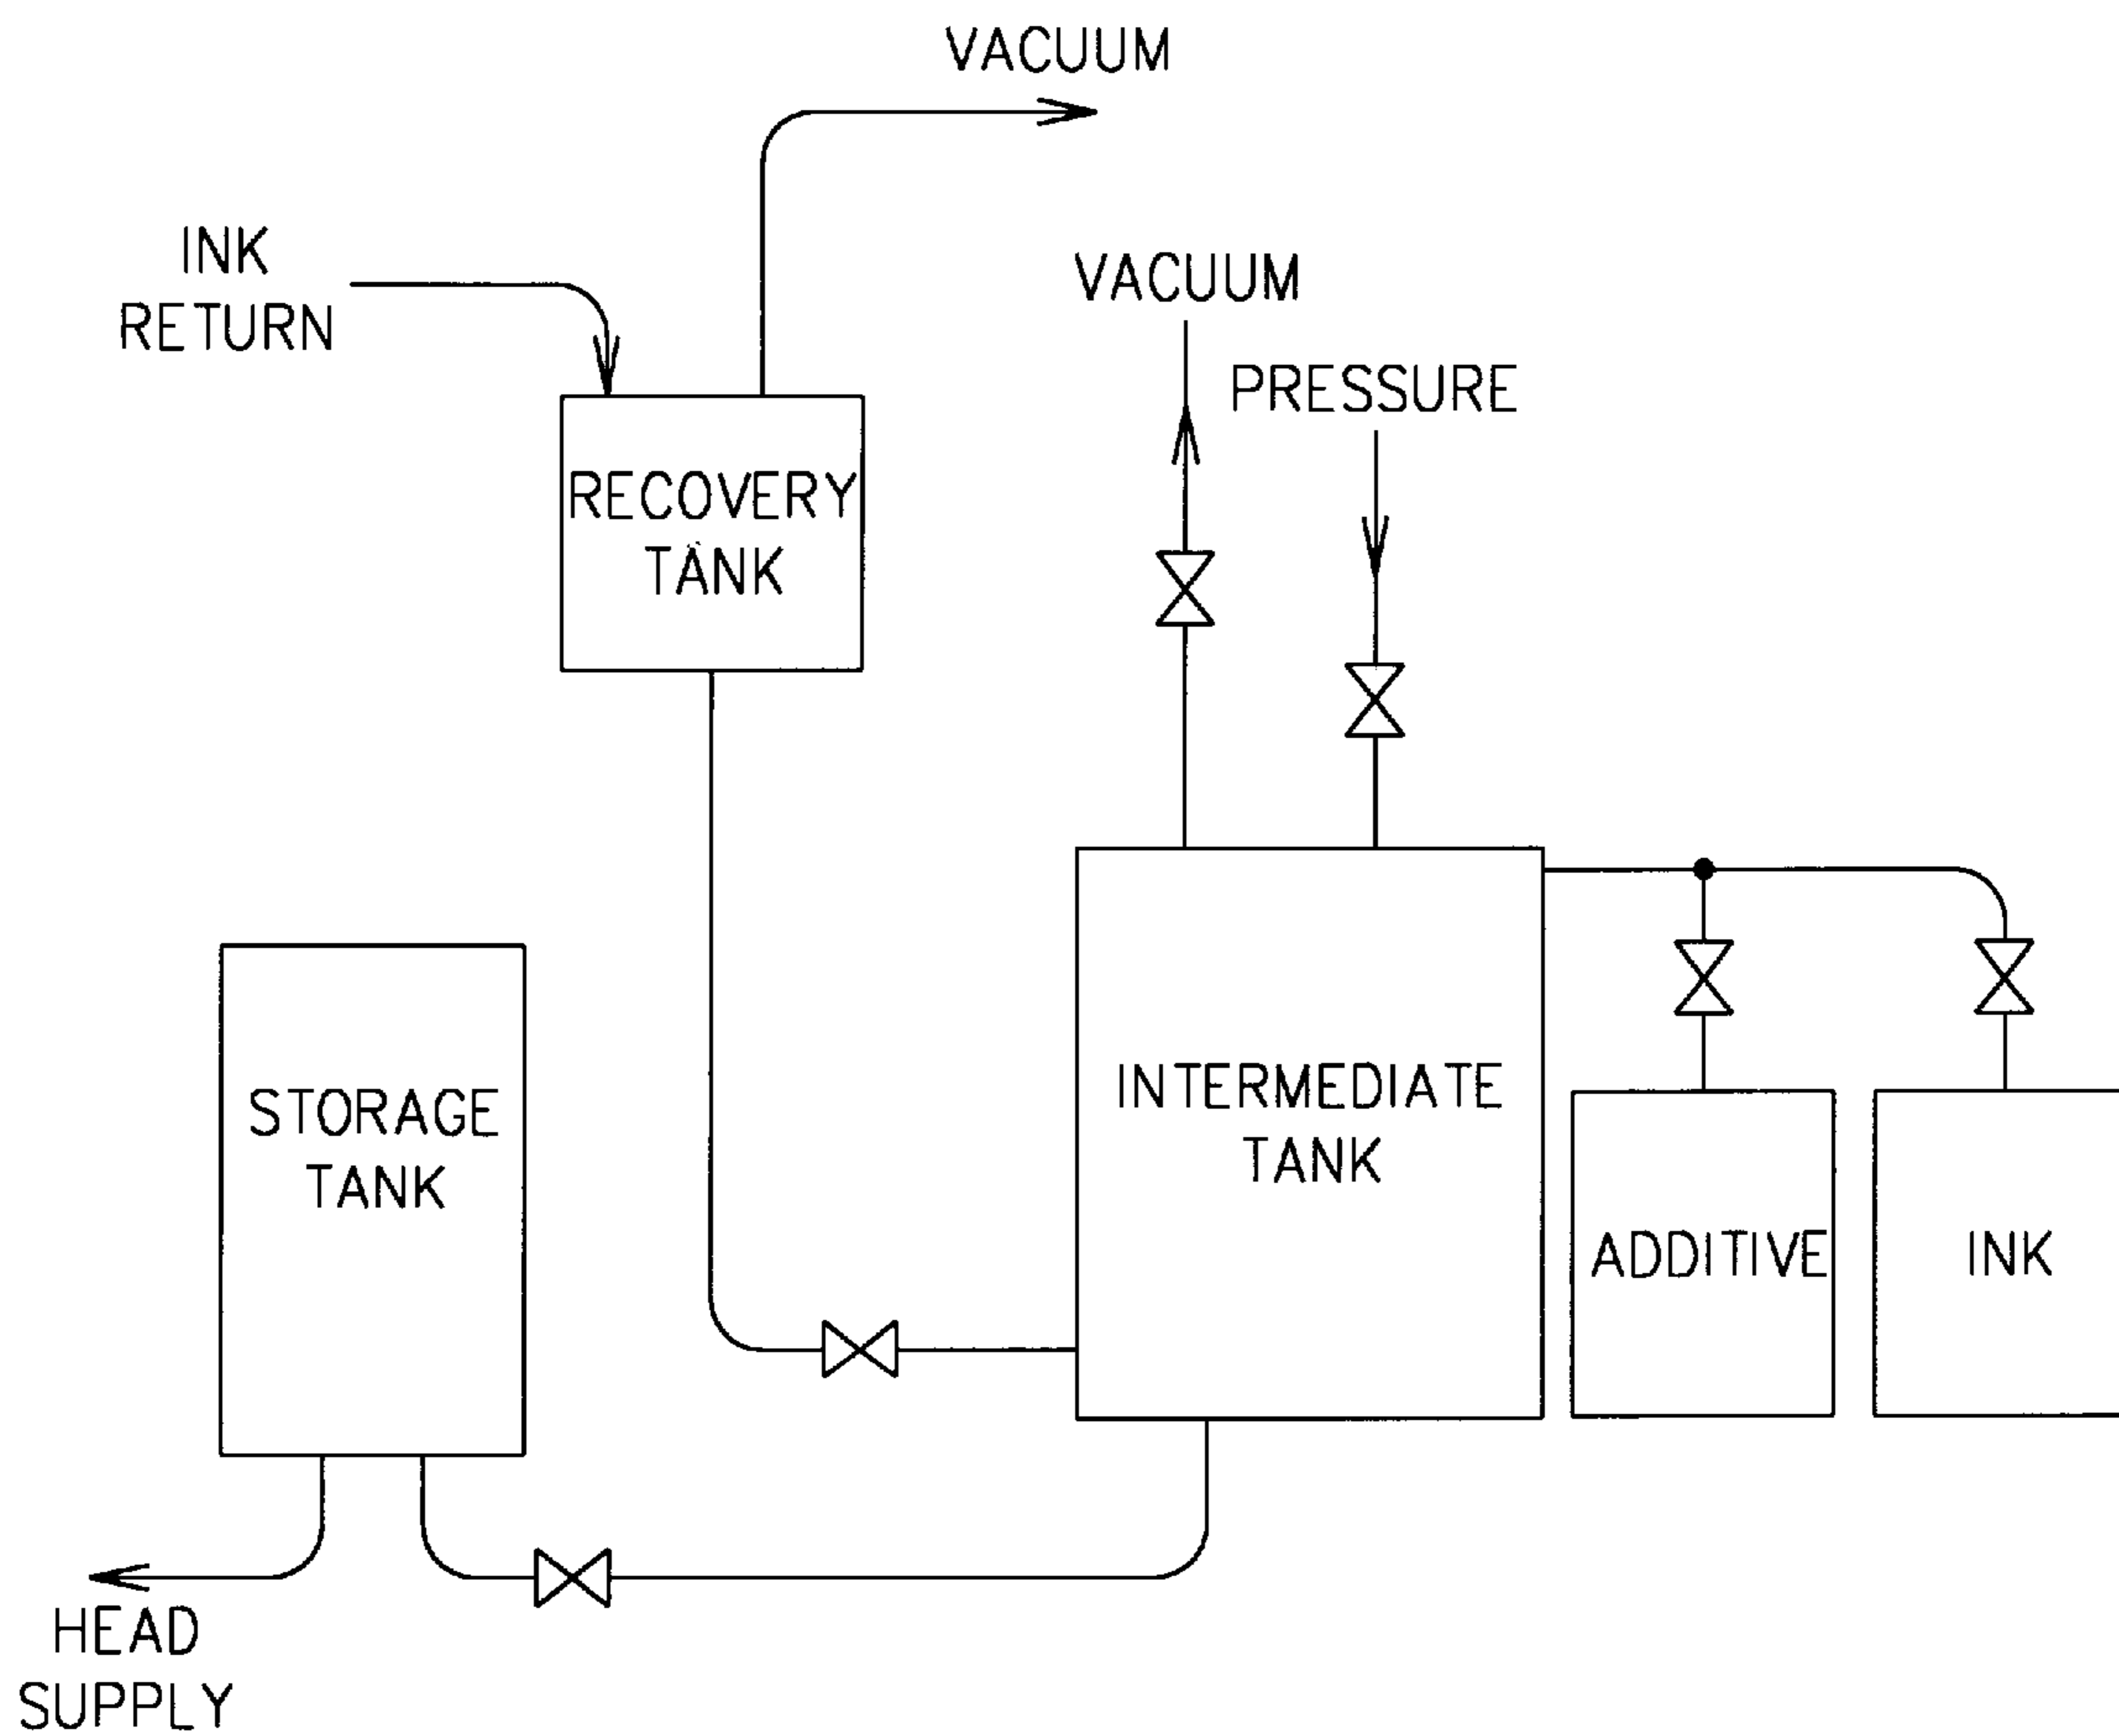 VACUUM
INK
RETURN
VACUUM
PRESSURE
RECOVERY
TANK
STORAGE
TANK
INTERMEDIATE
TANK
ADDITIVE
INK
HEAD
SUPPLY